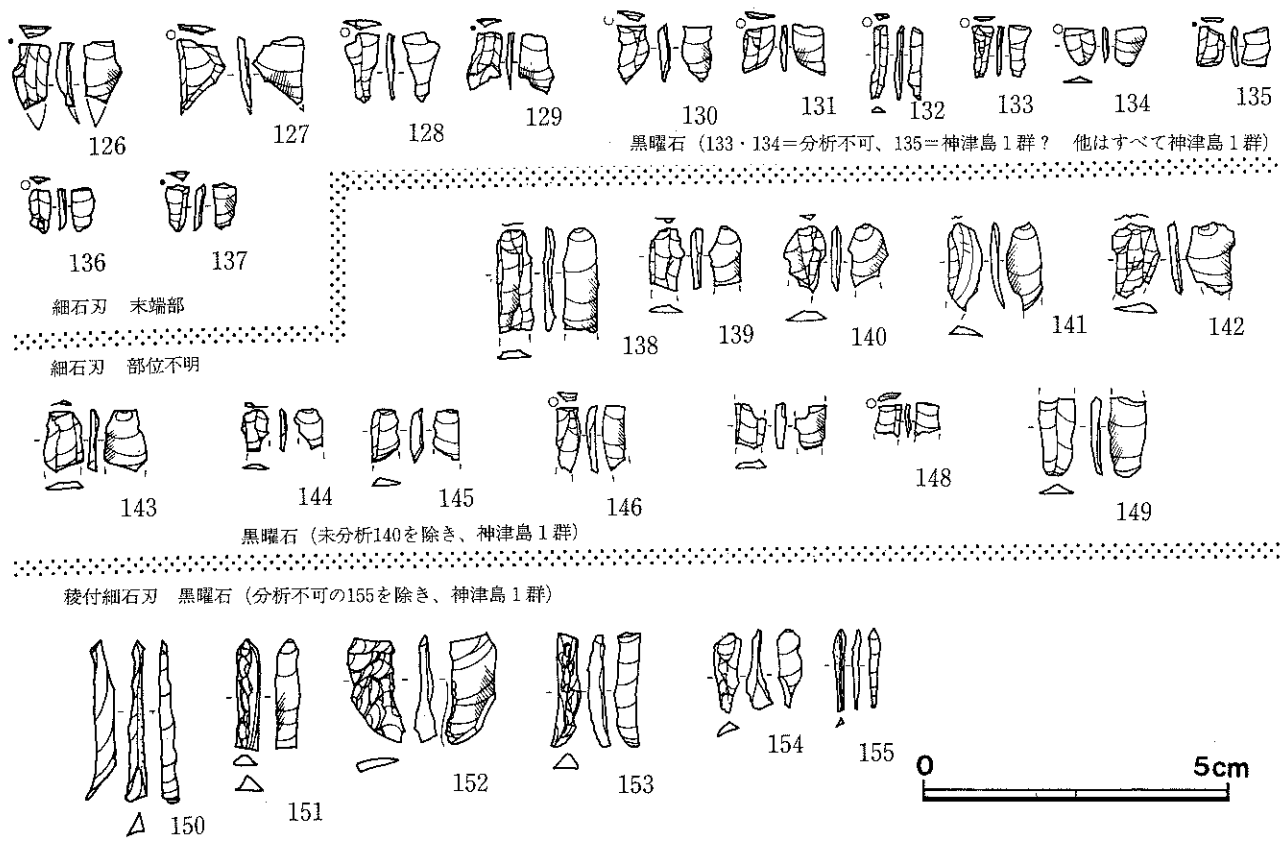 126 127 128 129 130 131 132 133 134 135
黒曜石（133・134＝分析不可、135＝神津島１群？　他はすべて神津島１群）
136 137
細石刃　末端部
138 139 140 141 142
細石刃　部位不明
143 144 145 146 148 149
黒曜石（未分析140を除き、神津島１群）
稜付細石刃　黒曜石（分析不可の155を除き、神津島１群）
150 151 152 153 154 155
0 5cm